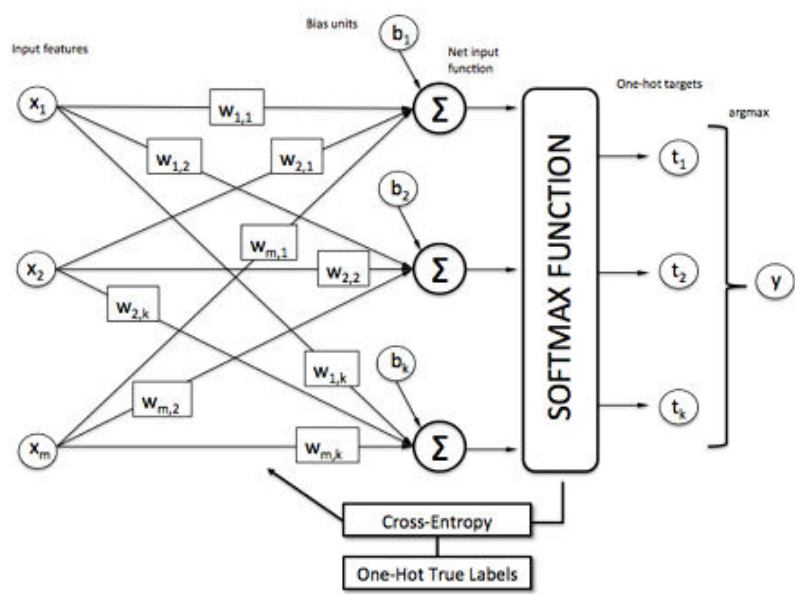 Bias units
b1
Input features
Net input
function
One-hot targets
argmax
x1
w1,1
Σ
w1,2
w2,1
t1
b2
w m,1
x2
w2,2
Σ
SOFTMAX FUNCTION
t2
y
w2,k
bk
w1,k
wm,2
tk
xm
wm,k
Σ
Cross-Entropy
One-Hot True Labels